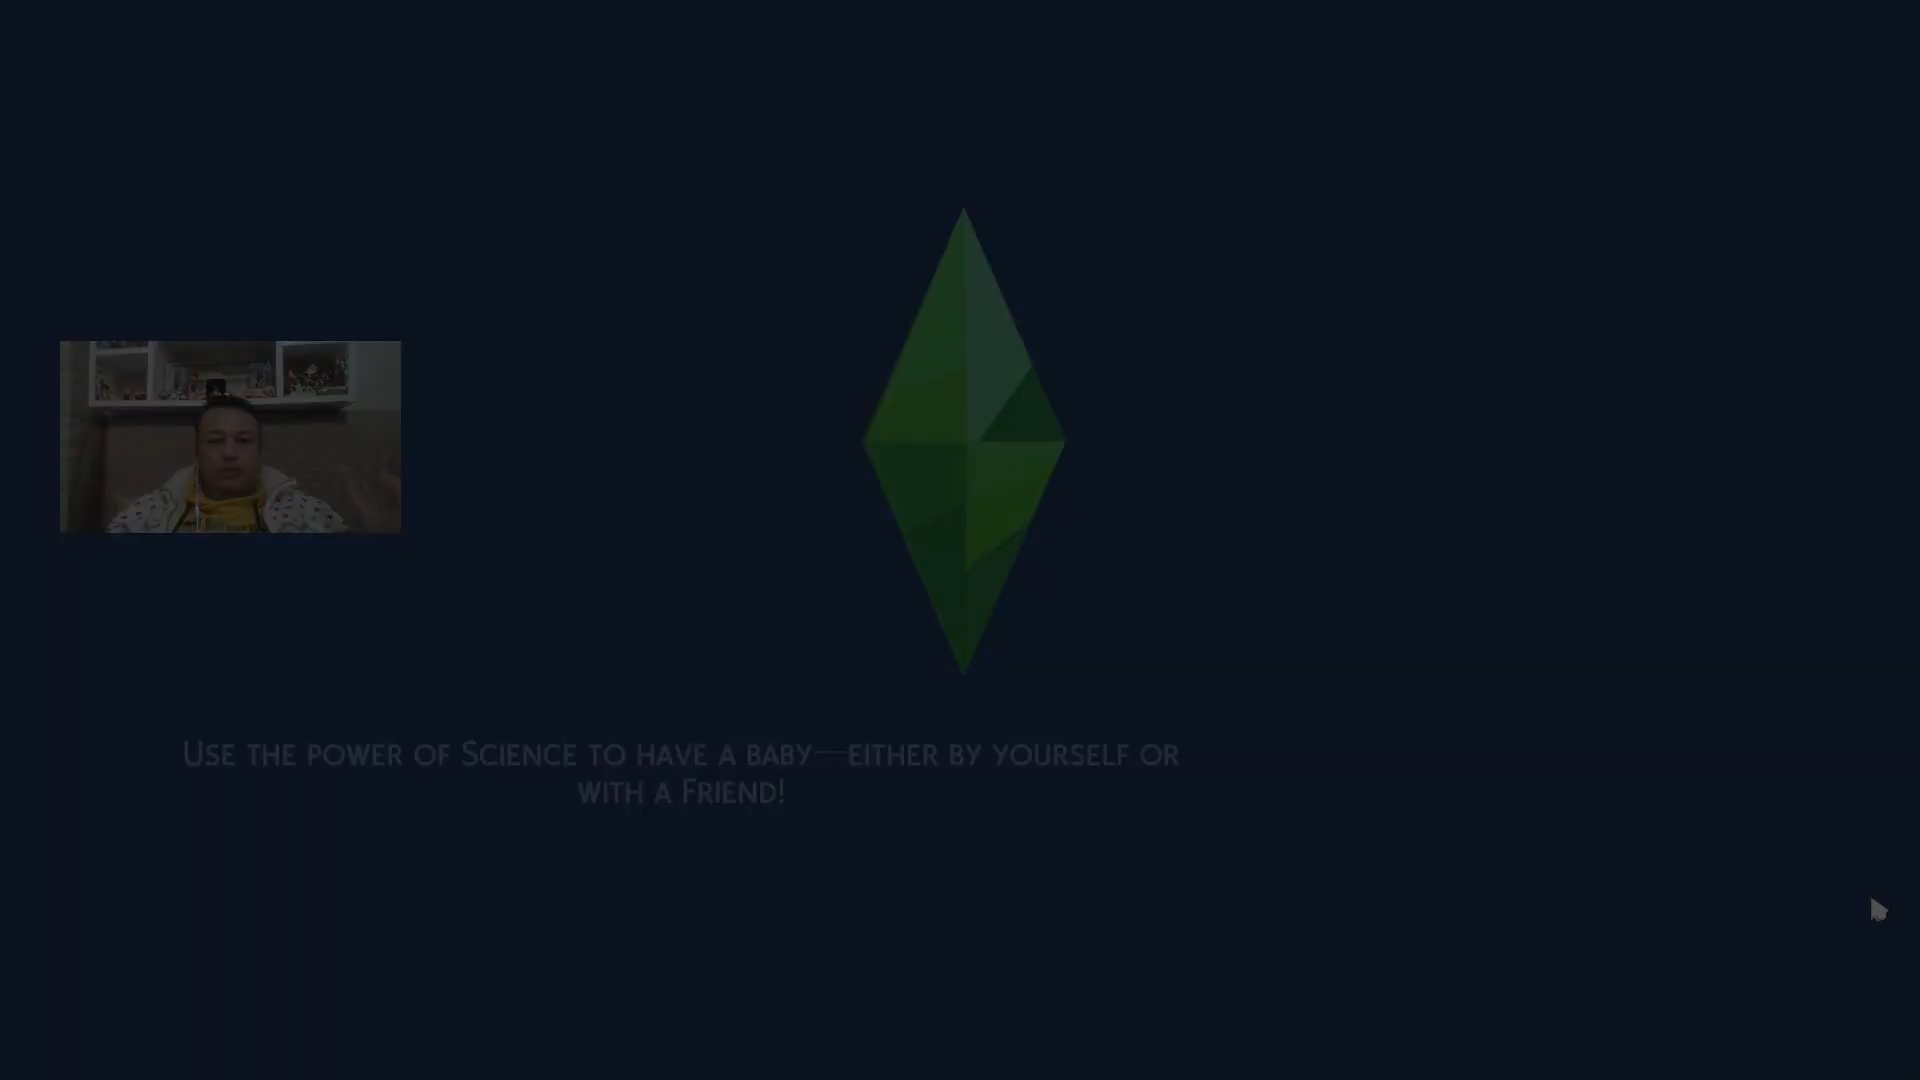 Use the power of Science to have a baby—either by yourself or
with a Friend!